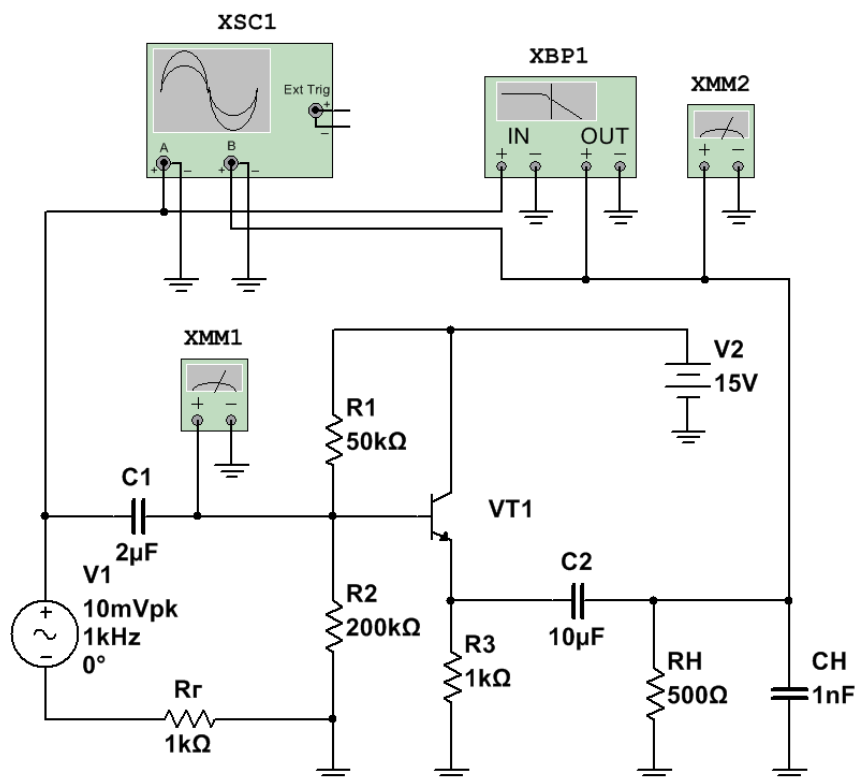 XSC1
Ext Trig
+
−
A
B
+ −
+ −
XBP1
IN OUT
+ − + −
XMM2
+ −
XMM1
+ −
V2
15V
R1
50kΩ
C1
2µF
VT1
V1
10mVpk
1kHz
0°
+
−
R2
200kΩ
C2
10µF
R3
1kΩ
Rг
1kΩ
RH
500Ω
CH
1nF